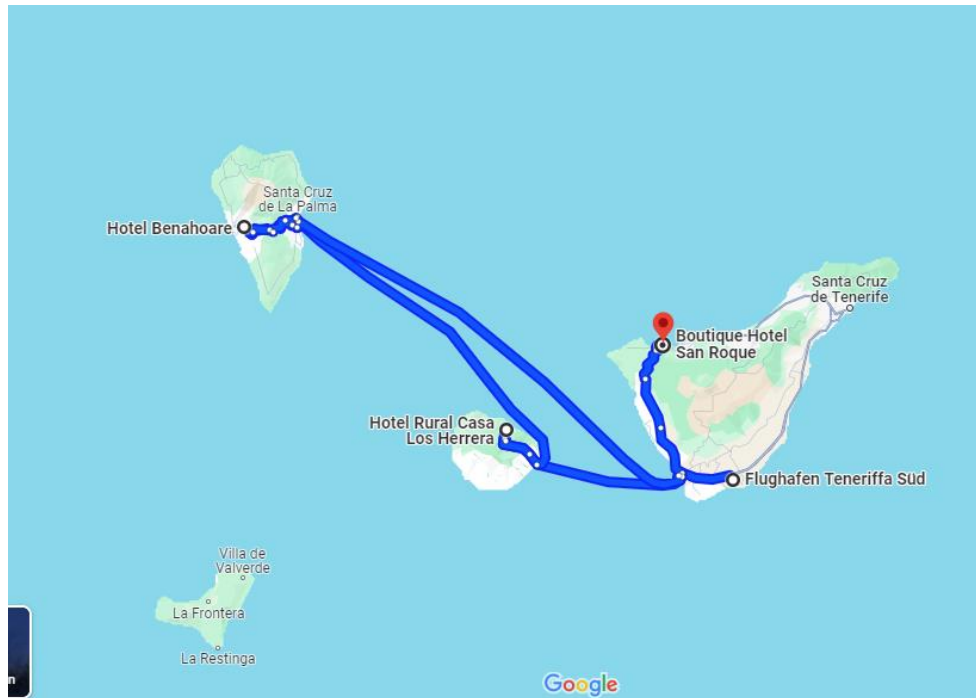 Santa Cruz
de La Palma
Hotel Benahoare
Santa Cruz
de Tenerife
Boutique Hotel
San Roque
Hotel Rural Casa
Los Herrera
Flughafen Teneriffa Süd
Villa de
Valverde
La Frontera
La Restinga
n
Google